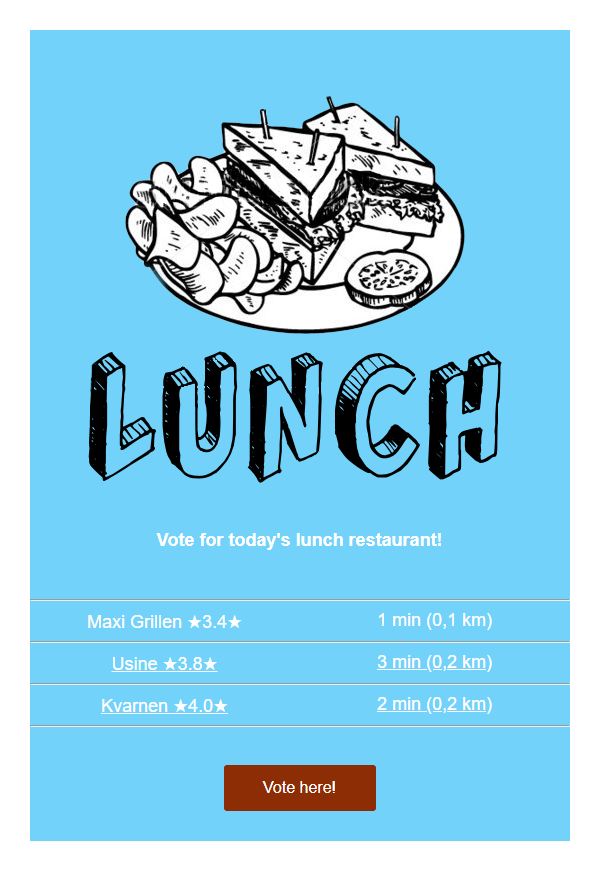 LUNCH
Vote for today's lunch restaurant!
Maxi Grillen ★3.4★ 1 min (0,1 km)
Usine ★3.8★ 3 min (0,2 km)
Kvarnen ★4.0★ 2 min (0,2 km)
Vote here!